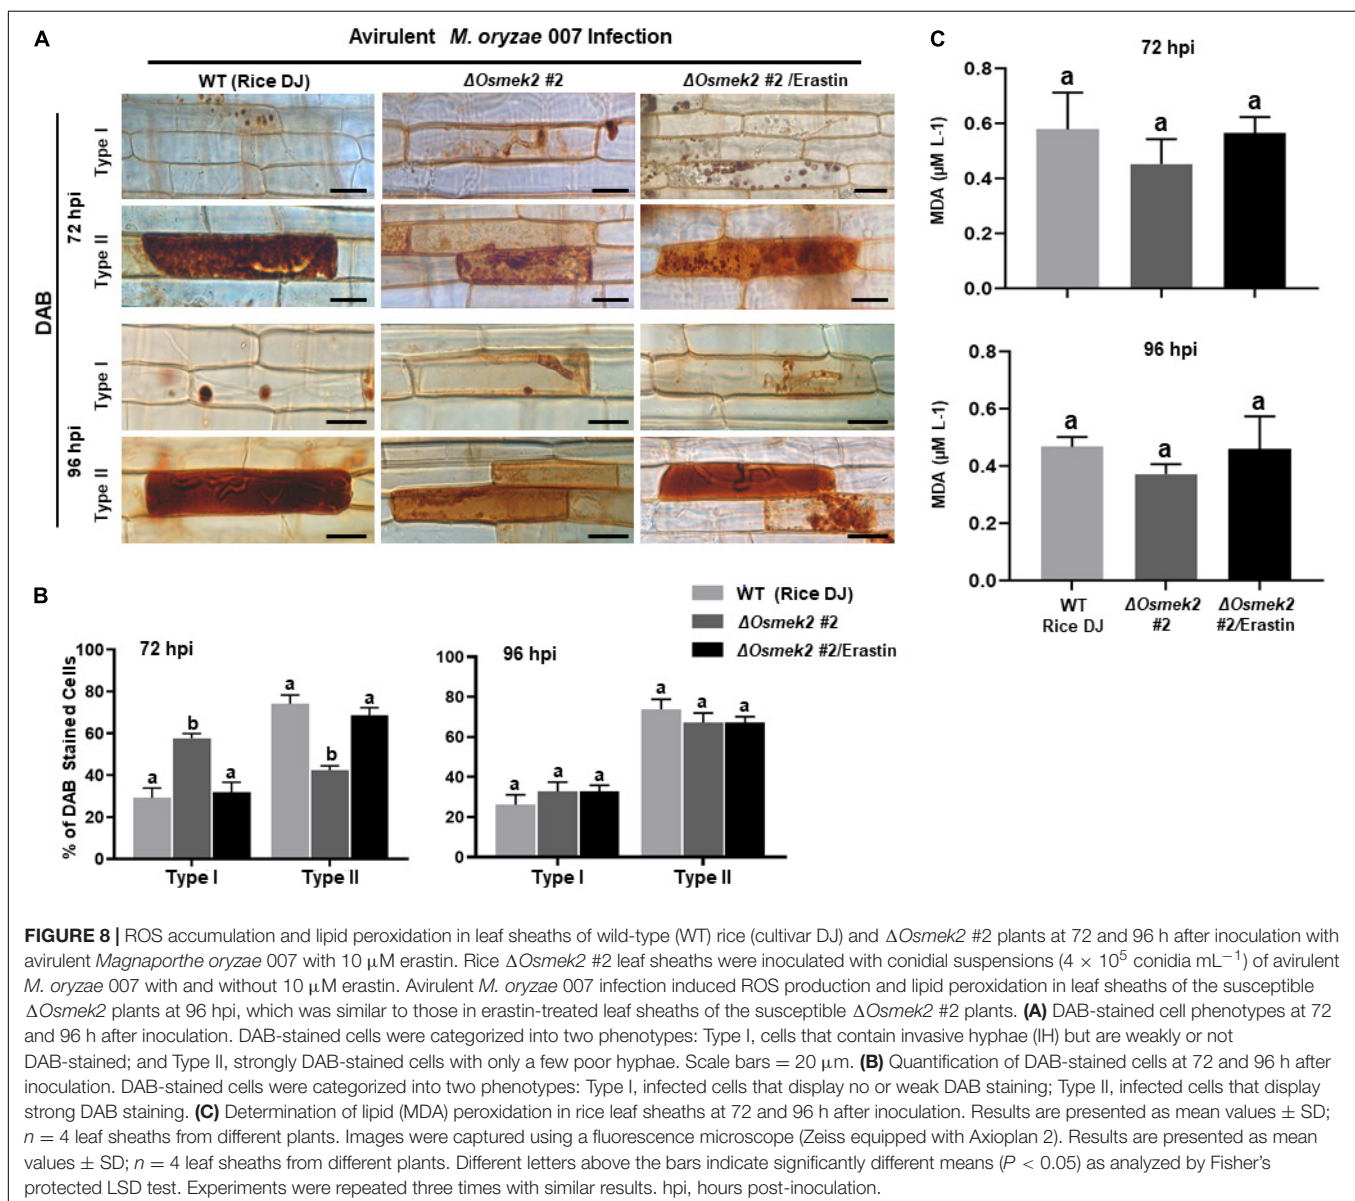 A
Avirulent M. oryzae 007 Infection
WT (Rice DJ)
ΔOsmek2 #2
ΔOsmek2 #2 /Erastin
DAB
72 hpi
Type I
Type II
96 hpi
Type I
Type II
C
72 hpi
MDA (µM L-1)
0.8
0.6
0.4
0.2
0.0
a
a
a
96 hpi
MDA (µM L-1)
0.8
0.6
0.4
0.2
0.0
a
a
a
WT
Rice DJ
ΔOsmek2
#2
ΔOsmek2
#2/Erastin
B
WT (Rice DJ)
ΔOsmek2 #2
ΔOsmek2 #2/Erastin
72 hpi
% of DAB Stained Cells
100
80
60
40
20
0
a
b
a
a
b
a
Type I
Type II
96 hpi
100
80
60
40
20
0
a
a
a
a
a
a
Type I
Type II
FIGURE 8 | ROS accumulation and lipid peroxidation in leaf sheaths of wild-type (WT) rice (cultivar DJ) and ΔOsmek2 #2 plants at 72 and 96 h after inoculation with
avirulent Magnaporthe oryzae 007 with 10 µM erastin. Rice ΔOsmek2 #2 leaf sheaths were inoculated with conidial suspensions (4 × 10⁵ conidia mL⁻¹) of avirulent
M. oryzae 007 with and without 10 µM erastin. Avirulent M. oryzae 007 infection induced ROS production and lipid peroxidation in leaf sheaths of the susceptible
ΔOsmek2 plants at 96 hpi, which was similar to those in erastin-treated leaf sheaths of the susceptible ΔOsmek2 #2 plants. (A) DAB-stained cell phenotypes at 72
and 96 h after inoculation. DAB-stained cells were categorized into two phenotypes: Type I, cells that contain invasive hyphae (IH) but are weakly or not
DAB-stained; and Type II, strongly DAB-stained cells with only a few poor hyphae. Scale bars = 20 µm. (B) Quantification of DAB-stained cells at 72 and 96 h after
inoculation. DAB-stained cells were categorized into two phenotypes: Type I, infected cells that display no or weak DAB staining; Type II, infected cells that display
strong DAB staining. (C) Determination of lipid (MDA) peroxidation in rice leaf sheaths at 72 and 96 h after inoculation. Results are presented as mean values ± SD;
n = 4 leaf sheaths from different plants. Images were captured using a fluorescence microscope (Zeiss equipped with Axioplan 2). Results are presented as mean
values ± SD; n = 4 leaf sheaths from different plants. Different letters above the bars indicate significantly different means (P < 0.05) as analyzed by Fisher's
protected LSD test. Experiments were repeated three times with similar results. hpi, hours post-inoculation.